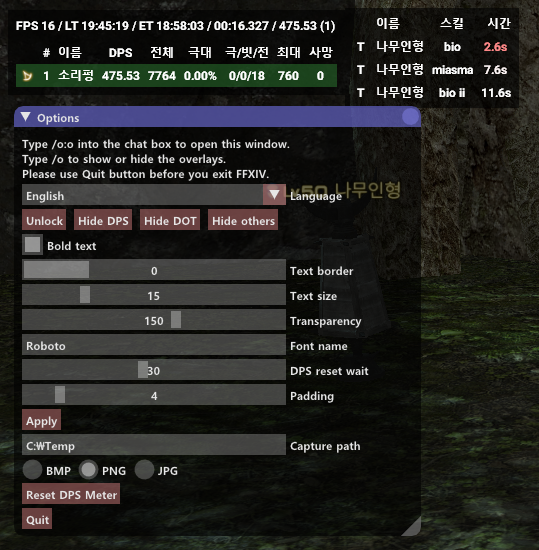 FPS 16 / LT 19:45:19 / ET 18:58:03 / 00:16.327 / 475.53 (1)
# 이름 DPS 전체 극대 극/빗/전 최대 사망
1 소리평 475.53 7764 0.00% 0/0/18 760 0
이름 스킬 시간
T 나무인형 bio 2.6s
T 나무인형 miasma 7.6s
T 나무인형 bio ii 11.6s
Options
Type /o:o into the chat box to open this window.
Type /o to show or hide the overlays.
Please use Quit button before you exit FFXIV.
English Language
Lv50 나무인형
Unlock Hide DPS Hide DOT Hide others
Bold text
0 Text border
15 Text size
150 Transparency
Roboto Font name
30 DPS reset wait
4 Padding
Apply
C:₩Temp Capture path
BMP PNG JPG
Reset DPS Meter
Quit